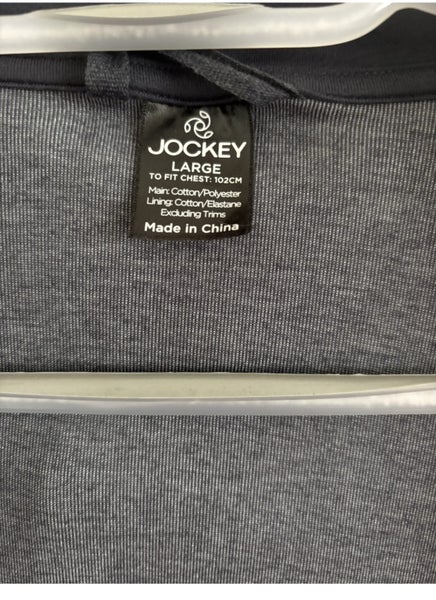 JOCKEY
LARGE
TO FIT CHEST: 102CM
Main: Cotton/Polyester
Lining: Cotton/Elastane
Excluding Trims
Made in China